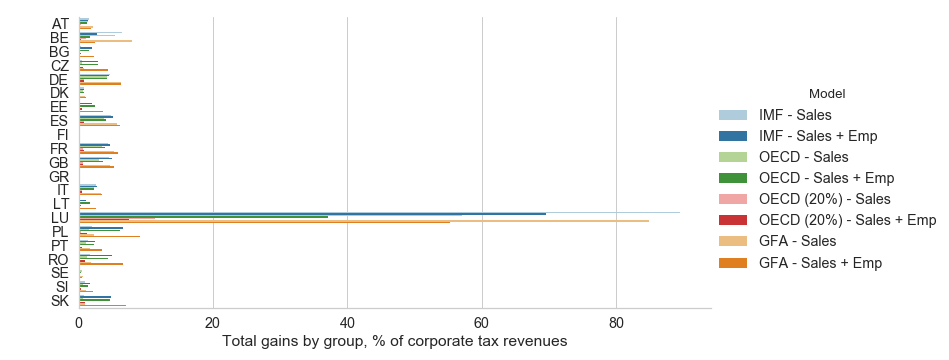 AT
BE
BG
CZ
DE
DK
EE
ES
FI
FR
GB
GR
IT
LT
LU
PL
PT
RO
SE
SI
SK
0 20 40 60 80
Total gains by group, % of corporate tax revenues
Model
IMF - Sales
IMF - Sales + Emp
OECD - Sales
OECD - Sales + Emp
OECD (20%) - Sales
OECD (20%) - Sales + Emp
GFA - Sales
GFA - Sales + Emp